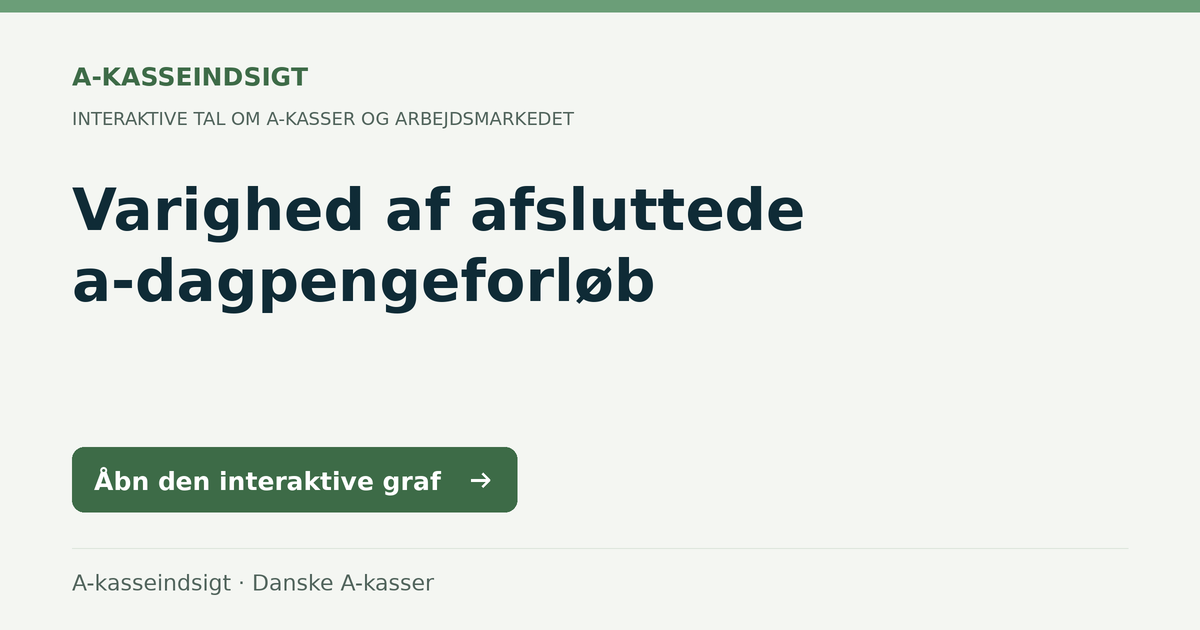 A-KASSEINDSIGT
INTERAKTIVE TAL OM A-KASSER OG ARBEJDSMARKEDET
Varighed af afsluttede
a-dagpengeforløb
Åbn den interaktive graf →
A-kasseindsigt · Danske A-kasser